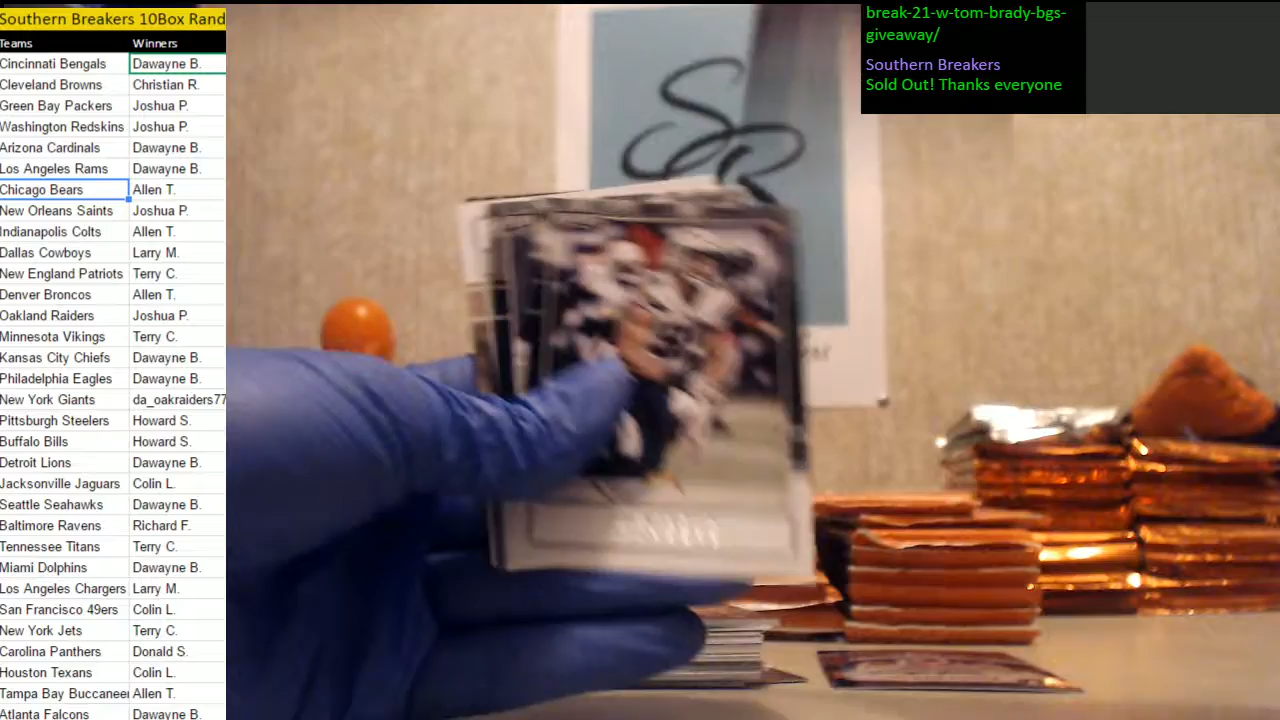 Southern Breakers 10Box Rand
Teams Winners
Cincinnati Bengals Dawayne B.
Cleveland Browns Christian R.
Green Bay Packers Joshua P.
Washington Redskins Joshua P.
Arizona Cardinals Dawayne B.
Los Angeles Rams Dawayne B.
Chicago Bears Allen T.
New Orleans Saints Joshua P.
Indianapolis Colts Allen T.
Dallas Cowboys Larry M.
New England Patriots Terry C.
Denver Broncos Allen T.
Oakland Raiders Joshua P.
Minnesota Vikings Terry C.
Kansas City Chiefs Dawayne B.
Philadelphia Eagles Dawayne B.
New York Giants da_oakraiders77
Pittsburgh Steelers Howard S.
Buffalo Bills Howard S.
Detroit Lions Dawayne B.
Jacksonville Jaguars Colin L.
Seattle Seahawks Dawayne B.
Baltimore Ravens Richard F.
Tennessee Titans Terry C.
Miami Dolphins Dawayne B.
Los Angeles Chargers Larry M.
San Francisco 49ers Colin L.
New York Jets Terry C.
Carolina Panthers Donald S.
Houston Texans Colin L.
Tampa Bay Buccaneer Allen T.
Atlanta Falcons Dawayne B.
break-21-w-tom-brady-bgs-
giveaway/
Southern Breakers
Sold Out! Thanks everyone